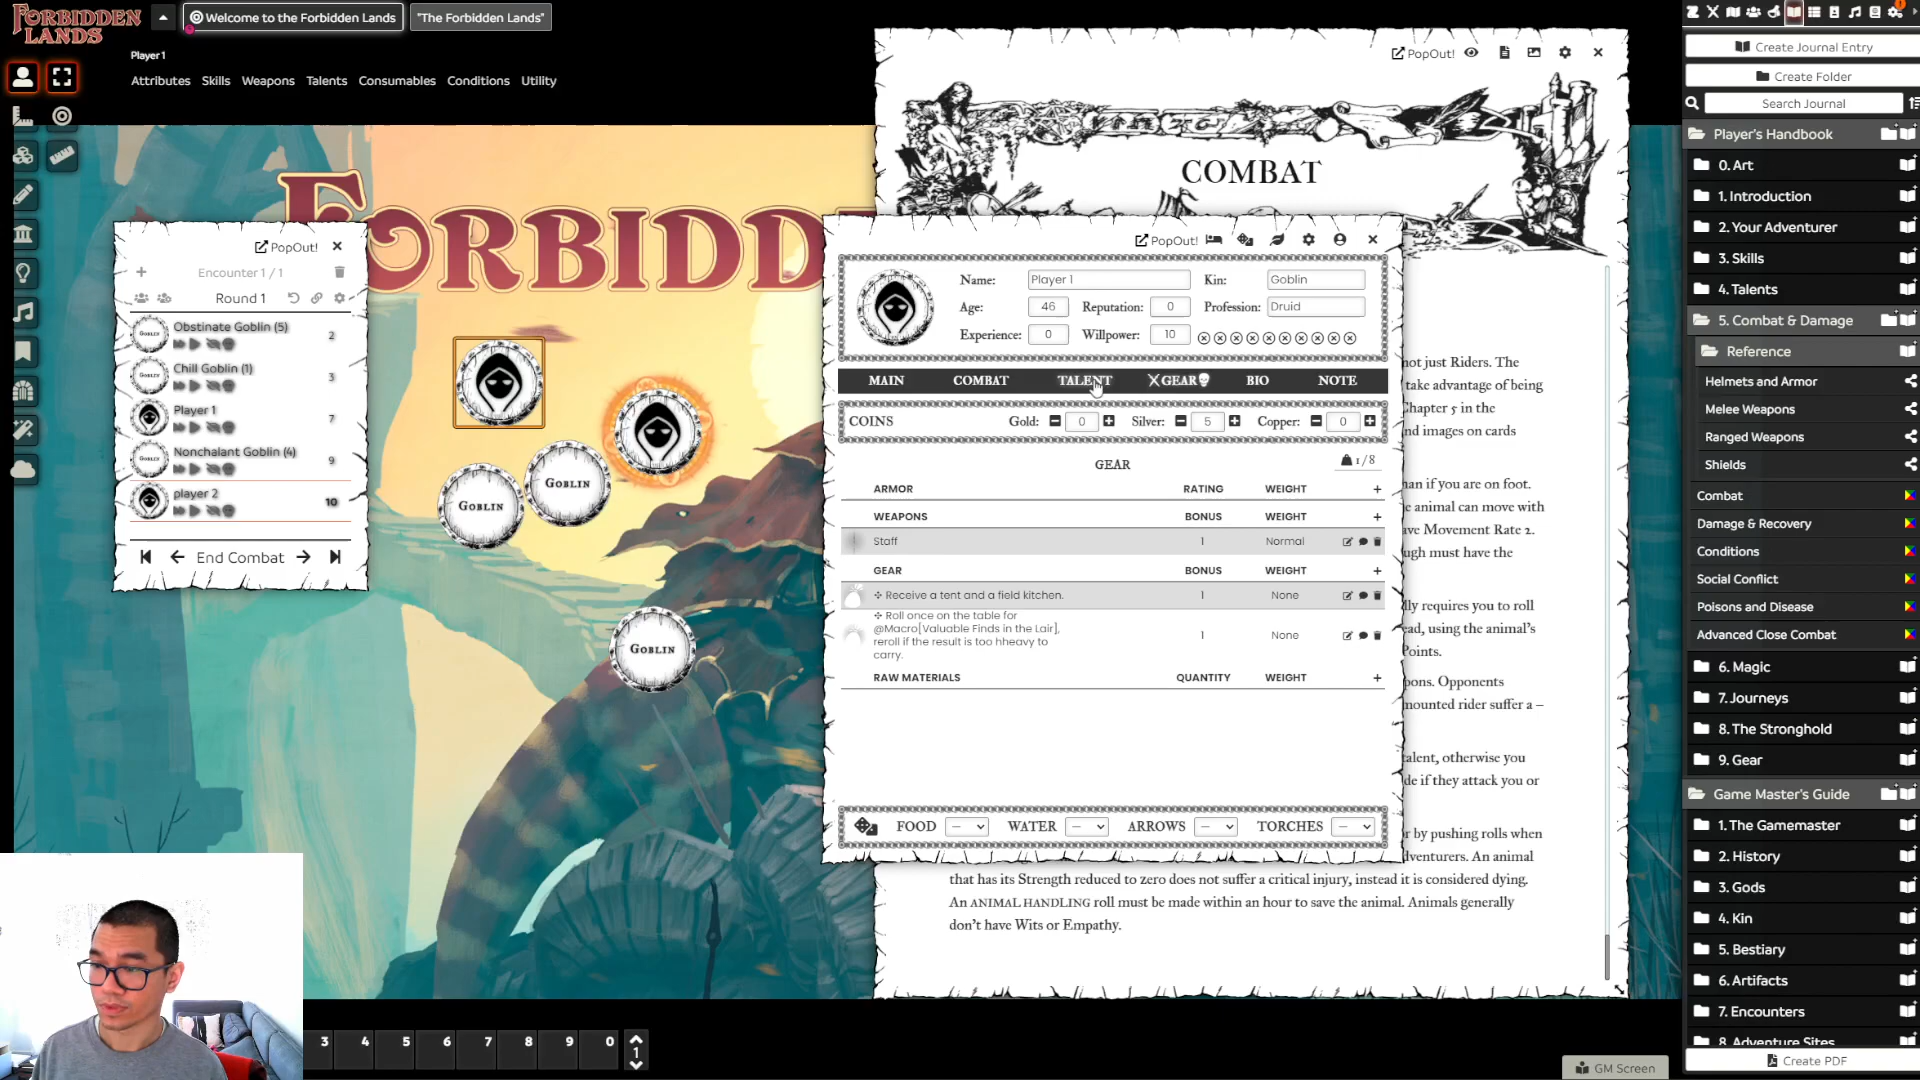 FORBIDDEN
LANDS
Welcome to the Forbidden Lands
"The Forbidden Lands"
Player 1
Attributes
Skills
Weapons
Talents
Consumables
Conditions
Utility
FORBIDD
PopOut!
Encounter 1 / 1
Round 1
Obstinate Goblin (5)
2
Chill Goblin (1)
3
Player 1
7
Nonchalant Goblin (4)
9
player 2
10
End Combat
GOBLIN
GOBLIN
GOBLIN
PopOut!
COMBAT
PopOut!
Name: Player 1 Kin: Goblin
Age: 46 Reputation: 0 Profession: Druid
Experience: 0 Willpower: 10
MAIN COMBAT TALENT GEAR BIO NOTE
COINS Gold: 0 Silver: 5 Copper: 0
GEAR 1/8
ARMOR RATING WEIGHT +
WEAPONS BONUS WEIGHT +
Staff 1 Normal
GEAR BONUS WEIGHT +
Receive a tent and a field kitchen. 1 None
Roll once on the table for
@Macro[Valuable Finds in the Lair],
reroll if the result is too hheavy to
carry.
1 None
RAW MATERIALS QUANTITY WEIGHT +
FOOD – WATER – ARROWS – TORCHES –
not just Riders. The
take advantage of being
Chapter 5 in the
nd images on cards
han if you are on foot.
e animal can move with
ave Movement Rate 2.
ugh must have the
lly requires you to roll
ead, using the animal's
Points.
pons. Opponents
mounted rider suffer a –
talent, otherwise you
de if they attack you or
r by pushing rolls when
dventurers. An animal
that has its Strength reduced to zero does not suffer a critical injury, instead it is considered dying.
An ANIMAL HANDLING roll must be made within an hour to save the animal. Animals generally
don't have Wits or Empathy.
Create Journal Entry
Create Folder
Search Journal
Player's Handbook
0. Art
1. Introduction
2. Your Adventurer
3. Skills
4. Talents
5. Combat & Damage
Reference
Helmets and Armor
Melee Weapons
Ranged Weapons
Shields
Combat
Damage & Recovery
Conditions
Social Conflict
Poisons and Disease
Advanced Close Combat
6. Magic
7. Journeys
8. The Stronghold
9. Gear
Game Master's Guide
1. The Gamemaster
2. History
3. Gods
4. Kin
5. Bestiary
6. Artifacts
7. Encounters
8. Adventure Sites
Create PDF
3 4 5 6 7 8 9 0
1
GM Screen